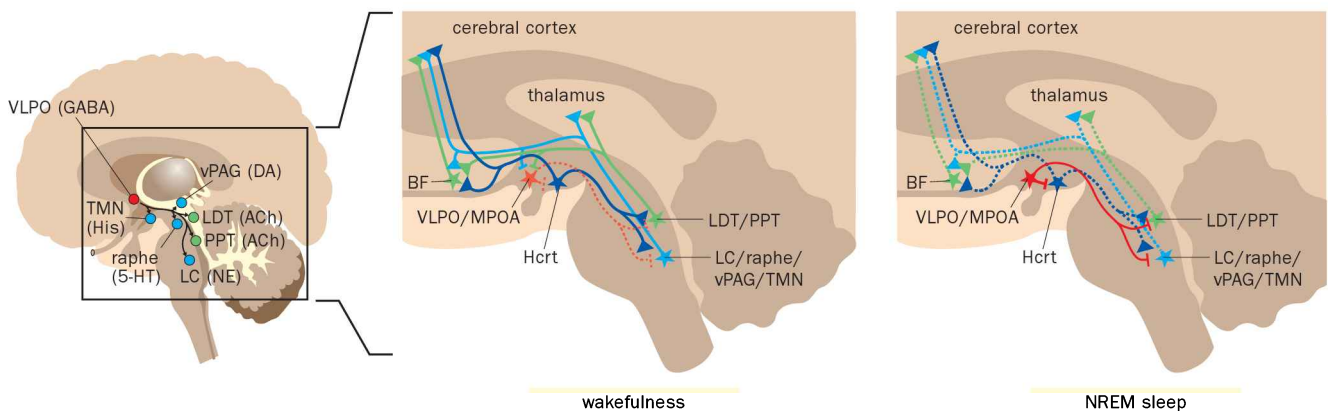 VLPO (GABA)
vPAG (DA)
TMN
(His)
LDT (ACh)
PPT (ACh)
raphe
(5-HT)
LC (NE)
cerebral cortex
thalamus
BF
VLPO/MPOA
LDT/PPT
Hcrt
LC/raphe/
vPAG/TMN
wakefulness
cerebral cortex
thalamus
BF
VLPO/MPOA
LDT/PPT
Hcrt
LC/raphe/
vPAG/TMN
NREM sleep